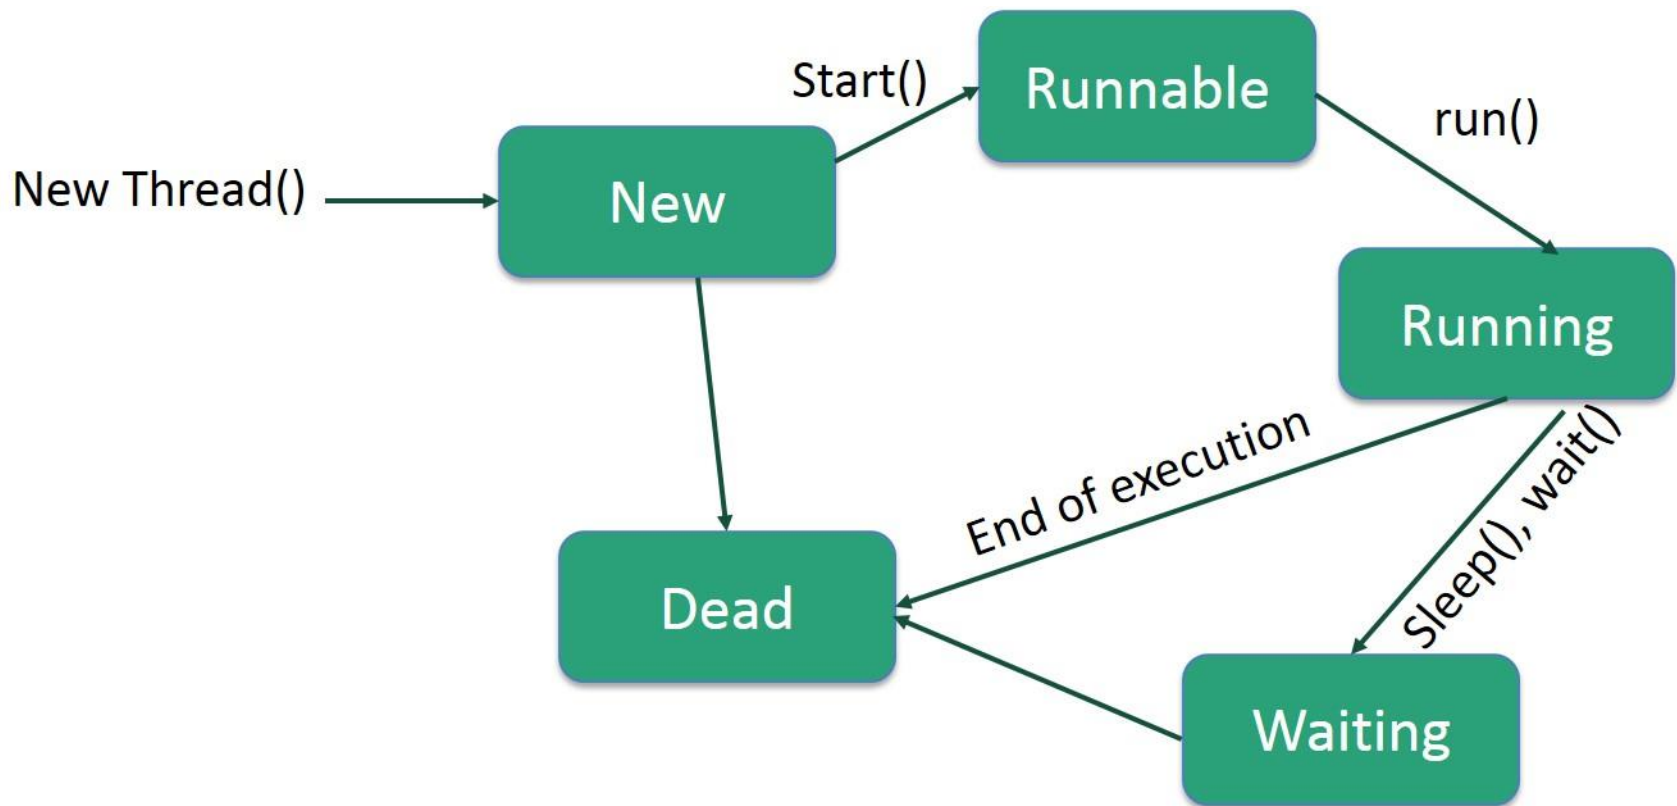 New Thread()
New
Start()
Runnable
run()
Running
End of execution
Sleep(), wait()
Dead
Waiting